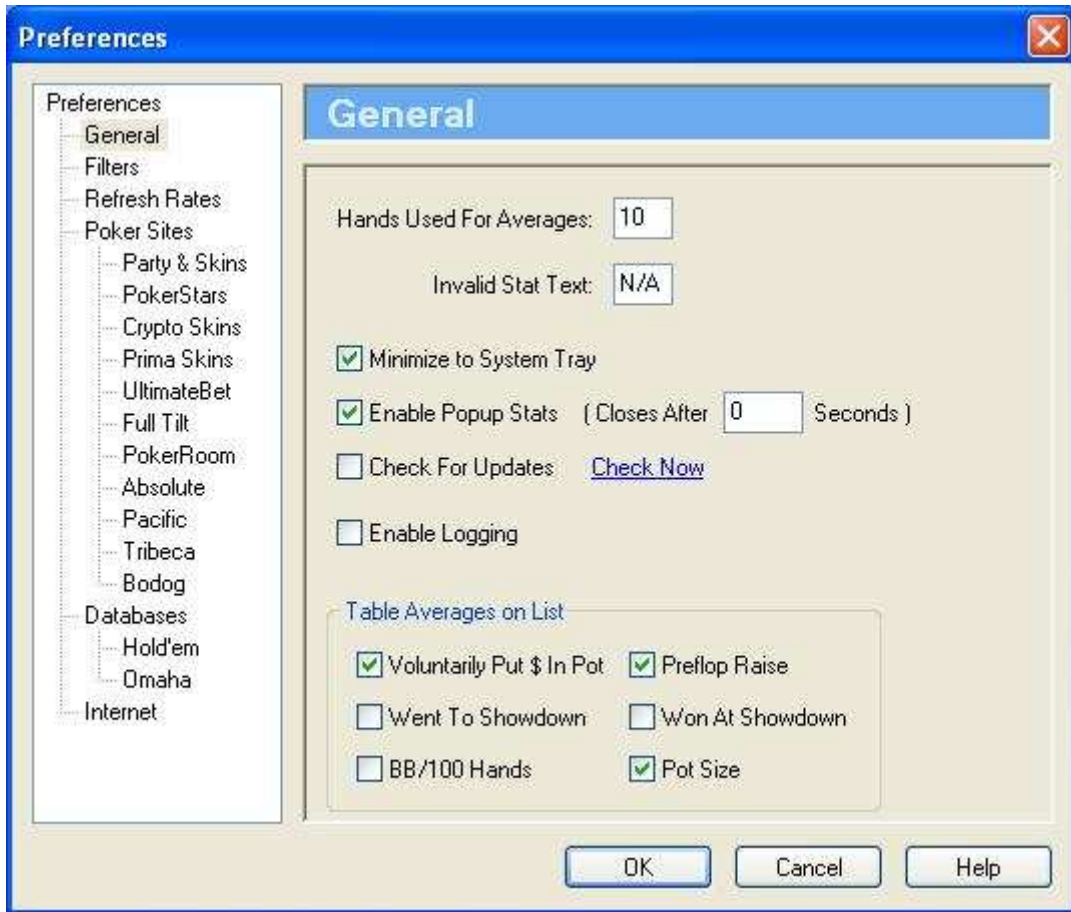 Preferences
Preferences
General
Filters
Refresh Rates
Poker Sites
Party & Skins
PokerStars
Crypto Skins
Prima Skins
UltimateBet
Full Tilt
PokerRoom
Absolute
Pacific
Tribeca
Bodog
Databases
Hold'em
Omaha
Internet
General
Hands Used For Averages: 10
Invalid Stat Text: N/A
Minimize to System Tray
Enable Popup Stats ( Closes After 0 Seconds )
Check For Updates Check Now
Enable Logging
Table Averages on List
Voluntarily Put $ In Pot Preflop Raise
Went To Showdown Won At Showdown
BB/100 Hands Pot Size
OK Cancel Help